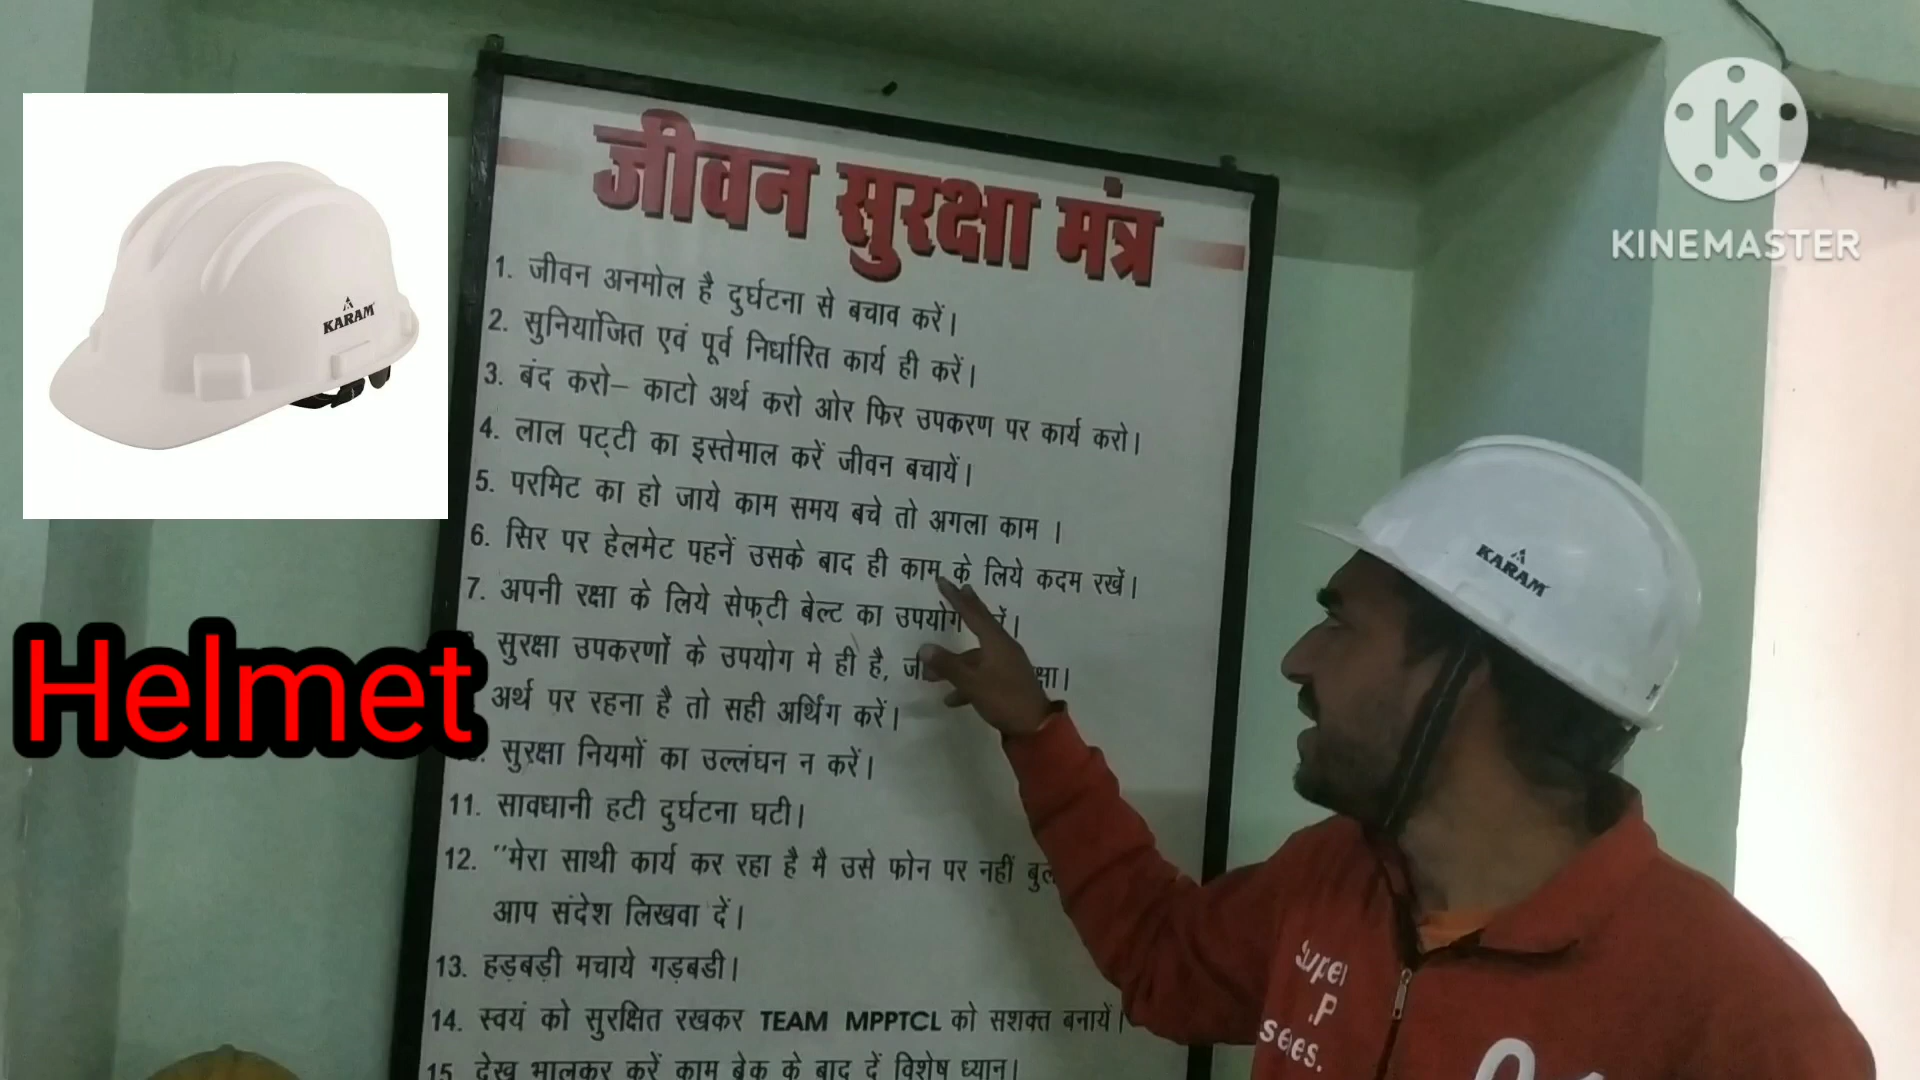 जीवन सुरक्षा मंत्र
1. जीवन अनमोल है दुर्घटना से बचाव करें।
2. सुनियांजित एवं पूर्व निर्धारित कार्य ही करें।
3. बंद करो– काटो अर्थ करो ओर फिर उपकरण पर कार्य करो।
4. लाल पट्टी का इस्तेमाल करें जीवन बचायें।
5. परमिट का हो जाये काम समय बचे तो अगला काम ।
6. सिर पर हेलमेट पहनें उसके बाद ही काम के लिये कदम रखें।
7. अपनी रक्षा के लिये सेफ्टी बेल्ट का उपयोग
सुरक्षा उपकरणों के उपयोग मे ही है,
अर्थ पर रहना है तो सही अर्थिंग करें।
सुरक्षा नियमों का उल्लंघन न करें।
11. सावधानी हटी दुर्घटना घटी।
12. "मेरा साथी कार्य कर रहा है मै उसे फोन पर नहीं
आप संदेश लिखवा दें।
13. हड़बड़ी मचाये गड़बडी।
14. स्वयं को सुरक्षित रखकर TEAM MPPTCL को सशक्त बनायें।
15 देख भालकर करें काम ब्रेक के बाद दें विशेष ध्यान।
KARAM
Helmet
K
KINEMASTER
KARAM